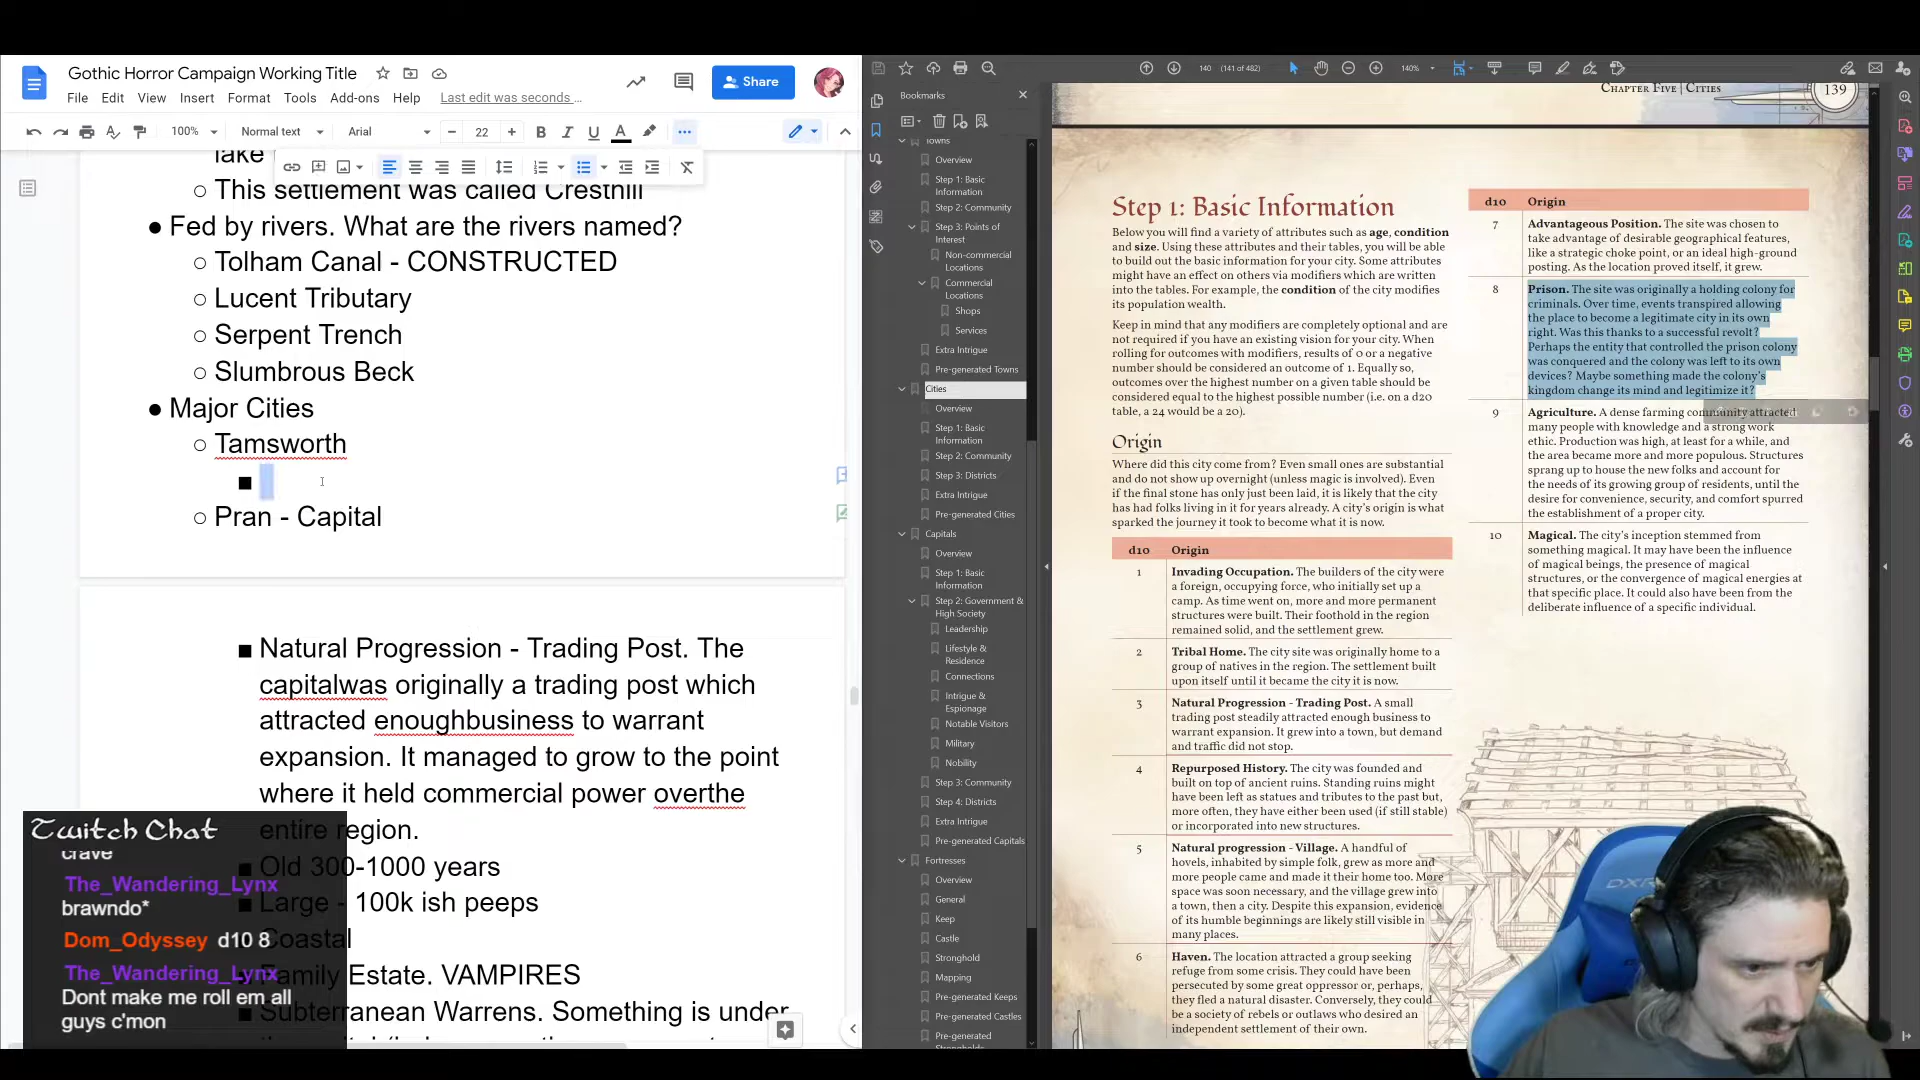 Gothic Horror Campaign Working Title
File Edit View Insert Format Tools Add-ons Help Last edit was seconds ...
Share
100% Normal text Arial 22
lake
This settlement was called Cresthill
Fed by rivers. What are the rivers named?
Tolham Canal - CONSTRUCTED
Lucent Tributary
Serpent Trench
Slumbrous Beck
Major Cities
Tamsworth
Pran - Capital
Natural Progression - Trading Post. The
capitalwas originally a trading post which
attracted enoughbusiness to warrant
expansion. It managed to grow to the point
where it held commercial power overthe
entire region.
Old 300-1000 years
Large - 100k ish peeps
Coastal
Family Estate. VAMPIRES
Subterranean Warrens. Something is under
Twitch Chat
crave
The_Wandering_Lynx
brawndo*
Dom_Odyssey d10 8
The_Wandering_Lynx
Dont make me roll em all
guys c'mon
140 (141 of 482) 140%
Bookmarks
Towns
Overview
Step 1: Basic
Information
Step 2: Community
Step 3: Points of
Interest
Non-commercial
Locations
Commercial
Locations
Shops
Services
Extra Intrigue
Pre-generated Towns
Cities
Overview
Step 1: Basic
Information
Step 2: Community
Step 3: Districts
Extra Intrigue
Pre-generated Cities
Capitals
Overview
Step 1: Basic
Information
Step 2: Government &
High Society
Leadership
Lifestyle &
Residence
Connections
Intrigue &
Espionage
Notable Visitors
Military
Nobility
Step 3: Community
Step 4: Districts
Extra Intrigue
Pre-generated Capitals
Fortresses
Overview
General
Keep
Castle
Stronghold
Mapping
Pre-generated Keeps
Pre-generated Castles
Pre-generated
Strongholds
Chapter Five | Cities 139
Step 1: Basic Information
Below you will find a variety of attributes such as age, condition
and size. Using these attributes and their tables, you will be able
to build out the basic information for your city. Some attributes
might have an effect on others via modifiers which are written
into the tables. For example, the condition of the city modifies
its population wealth.
Keep in mind that any modifiers are completely optional and are
not required if you have an existing vision for your city. When
rolling for outcomes with modifiers, results of 0 or a negative
number should be considered an outcome of 1. Equally so,
outcomes over the highest number on a given table should be
considered equal to the highest possible number (i.e. on a d20
table, a 24 would be a 20).
Origin
Where did this city come from? Even small ones are substantial
and do not show up overnight (unless magic is involved). Even
if the final stone has only just been laid, it is likely that the city
has had folks living in it for years already. A city's origin is what
sparked the journey it took to become what it is now.
d10 Origin
1 Invading Occupation. The builders of the city were
a foreign, occupying force, who initially set up a
camp. As time went on, more and more permanent
structures were built. Their foothold in the region
remained solid, and the settlement grew.
2 Tribal Home. The city site was originally home to a
group of natives in the region. The settlement built
upon itself until it became the city it is now.
3 Natural Progression - Trading Post. A small
trading post steadily attracted enough business to
warrant expansion. It grew into a town, but demand
and traffic did not stop.
4 Repurposed History. The city was founded and
built on top of ancient ruins. Standing ruins might
have been left as statues and tributes to the past but,
more often, they have either been used (if still stable)
or incorporated into new structures.
5 Natural progression - Village. A handful of
hovels, inhabited by simple folk, grew as more and
more people came and made it their home too. More
space was soon necessary, and the village grew into
a town, then a city. Despite this expansion, evidence
of its humble beginnings are likely still visible in
many places.
6 Haven. The location attracted a group seeking
refuge from some crisis. They could have been
persecuted by some great oppressor or, perhaps,
they fled a natural disaster. Conversely, they could
be a society of rebels or outlaws who desired an
independent settlement of their own.
d10 Origin
7 Advantageous Position. The site was chosen to
take advantage of desirable geographical features,
like a strategic choke point, or an ideal high-ground
posting. As the location proved itself, it grew.
8 Prison. The site was originally a holding colony for
criminals. Over time, events transpired allowing
the place to become a legitimate city in its own
right. Was this thanks to a successful revolt?
Perhaps the entity that controlled the prison colony
was conquered and the colony was left to its own
devices? Maybe something made the colony's
kingdom change its mind and legitimize it?
9 Agriculture. A dense farming community attracted
many people with knowledge and a strong work
ethic. Production was high, at least for a while, and
the area became more and more populous. Structures
sprang up to house the new folks and account for
the needs of its growing group of residents, until the
desire for convenience, security, and comfort spurred
the establishment of a proper city.
10 Magical. The city's inception stemmed from
something magical. It may have been the influence
of magical beings, the presence of magical
structures, or the convergence of magical energies at
that specific place. It could also have been from the
deliberate influence of a specific individual.
DXR